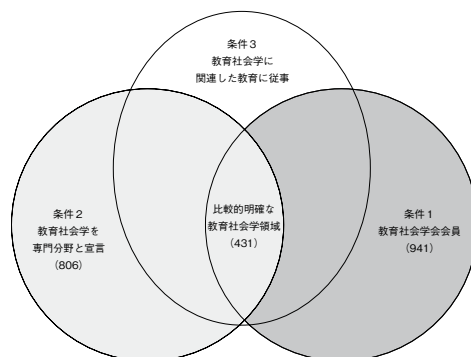 条件3
教育社会学に
関連した教育に従事
比較的明確な
教育社会学領域
(431)
条件2
教育社会学を
専門分野と宣言
(806)
条件1
教育社会学会会員
(941)